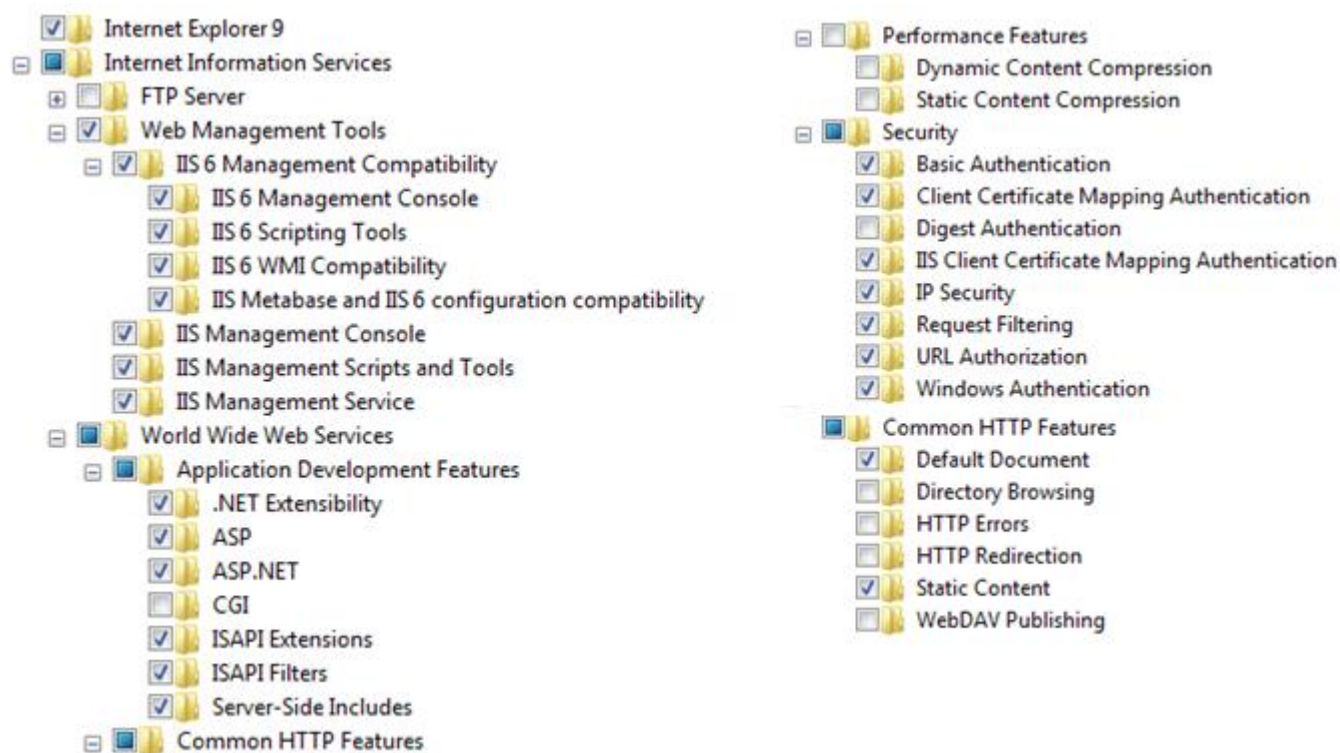 Internet Explorer 9
Internet Information Services
FTP Server
Web Management Tools
IIS 6 Management Compatibility
IIS 6 Management Console
IIS 6 Scripting Tools
IIS 6 WMI Compatibility
IIS Metabase and IIS 6 configuration compatibility
IIS Management Console
IIS Management Scripts and Tools
IIS Management Service
World Wide Web Services
Application Development Features
.NET Extensibility
ASP
ASP.NET
CGI
ISAPI Extensions
ISAPI Filters
Server-Side Includes
Common HTTP Features
Performance Features
Dynamic Content Compression
Static Content Compression
Security
Basic Authentication
Client Certificate Mapping Authentication
Digest Authentication
IIS Client Certificate Mapping Authentication
IP Security
Request Filtering
URL Authorization
Windows Authentication
Common HTTP Features
Default Document
Directory Browsing
HTTP Errors
HTTP Redirection
Static Content
WebDAV Publishing